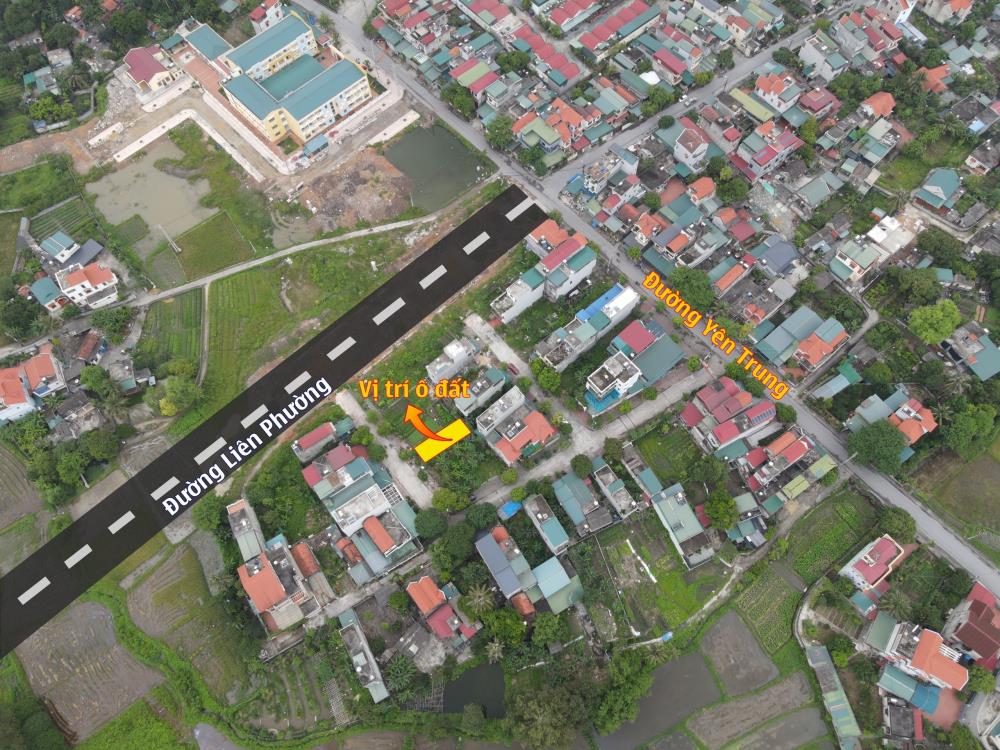 Đường Yên Trung
Vị trí ô đất
Đường Liên Phường